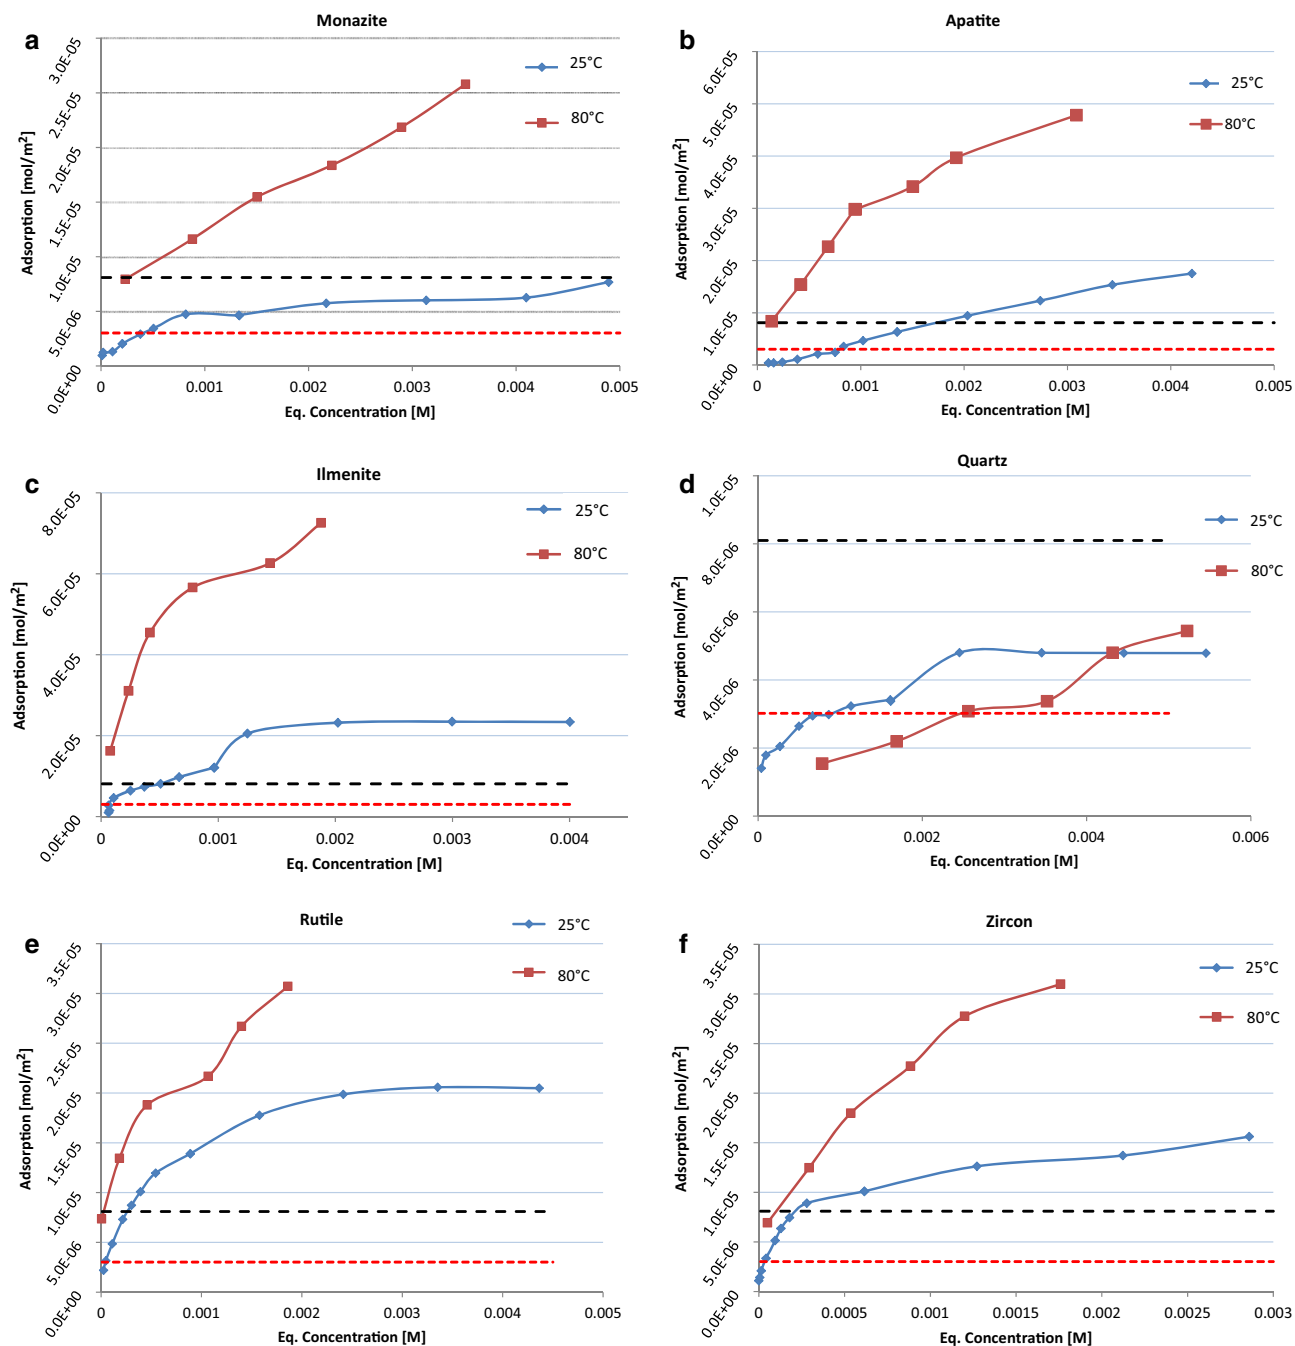 a
Monazite
3.0E-05
2.5E-05
2.0E-05
1.5E-05
1.0E-05
5.0E-06
0.0E+00
Adsorption [mol/m²]
25°C
80°C
0 0.001 0.002 0.003 0.004 0.005
Eq. Concentration [M]
b
Apatite
6.0E-05
5.0E-05
4.0E-05
3.0E-05
2.0E-05
1.0E-05
0.0E+00
Adsorption [mol/m²]
25°C
80°C
0 0.001 0.002 0.003 0.004 0.005
Eq. Concentration [M]
c
Ilmenite
8.0E-05
6.0E-05
4.0E-05
2.0E-05
0.0E+00
Adsorption [mol/m²]
25°C
80°C
0 0.001 0.002 0.003 0.004
Eq. Concentration [M]
d
Quartz
1.0E-05
8.0E-06
6.0E-06
4.0E-06
2.0E-06
0.0E+00
Adsorption [mol/m²]
25°C
80°C
0 0.002 0.004 0.006
Eq. Concentration [M]
e
Rutile
3.5E-05
3.0E-05
2.5E-05
2.0E-05
1.5E-05
1.0E-05
5.0E-06
0.0E+00
Adsorption [mol/m²]
25°C
80°C
0 0.001 0.002 0.003 0.004 0.005
Eq. Concentration [M]
f
Zircon
3.5E-05
3.0E-05
2.5E-05
2.0E-05
1.5E-05
1.0E-05
5.0E-06
0.0E+00
Adsorption [mol/m²]
25°C
80°C
0 0.0005 0.001 0.0015 0.002 0.0025 0.003
Eq. Concentration [M]